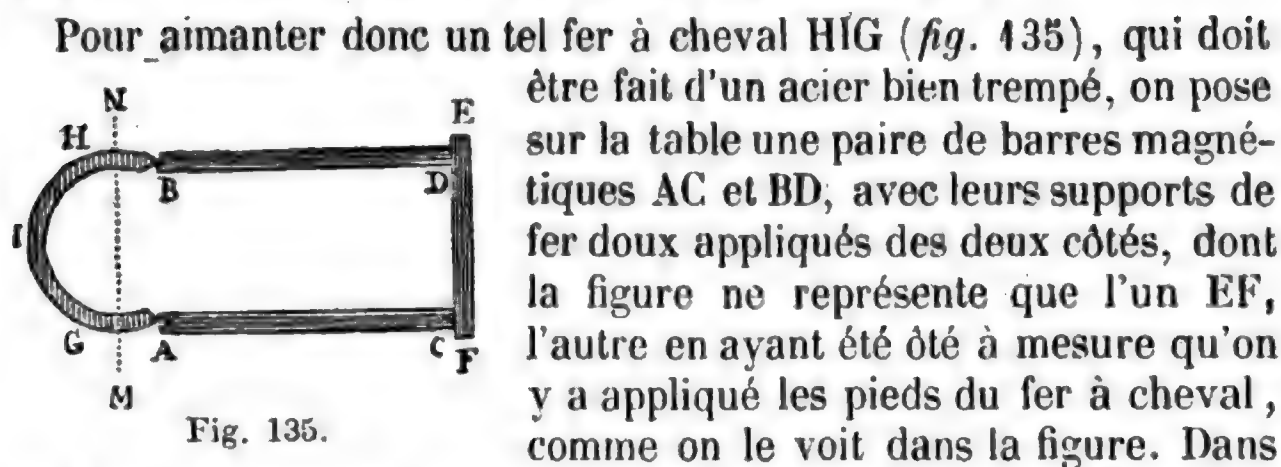 Pour aimanter donc un tel fer à cheval HIG (fig. 135), qui doit
être fait d'un acier bien trempé, on pose
sur la table une paire de barres magné-
tiques AC et BD, avec leurs supports de
fer doux appliqués des deux côtés, dont
la figure ne représente que l'un EF,
l'autre en ayant été ôté à mesure qu'on
y a appliqué les pieds du fer à cheval,
comme on le voit dans la figure. Dans
N
H
E
B
D
I
G
A
C
F
M
Fig. 135.